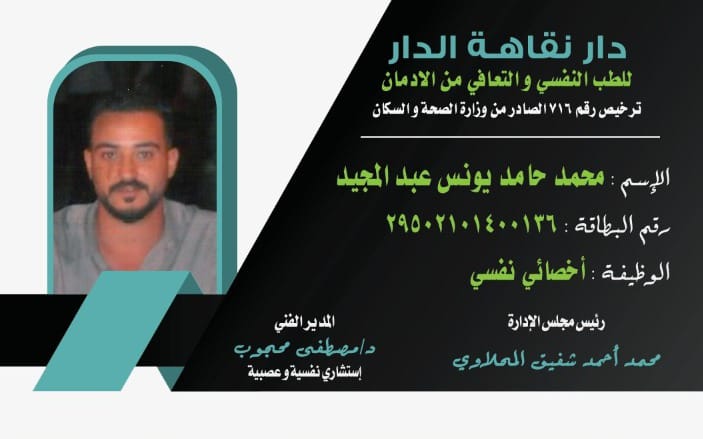 دار نقاهة الدار
للطب النفسي والتعافي من الادمان
ترخيص رقم ٧١٦ الصادر من وزارة الصحة والسكان
الإسم : محمد حامد يونس عبد المجيد
رقم البطاقة : ٢٩٥٠٢١٠١٤٠٠١٣٦
الوظيفة : أخصائي نفسي
رئيس مجلس الإدارة
محمد أحمد شفيق المحلاوي
المدير الفني
د/مصطفى محجوب
إستشاري نفسية وعصبية